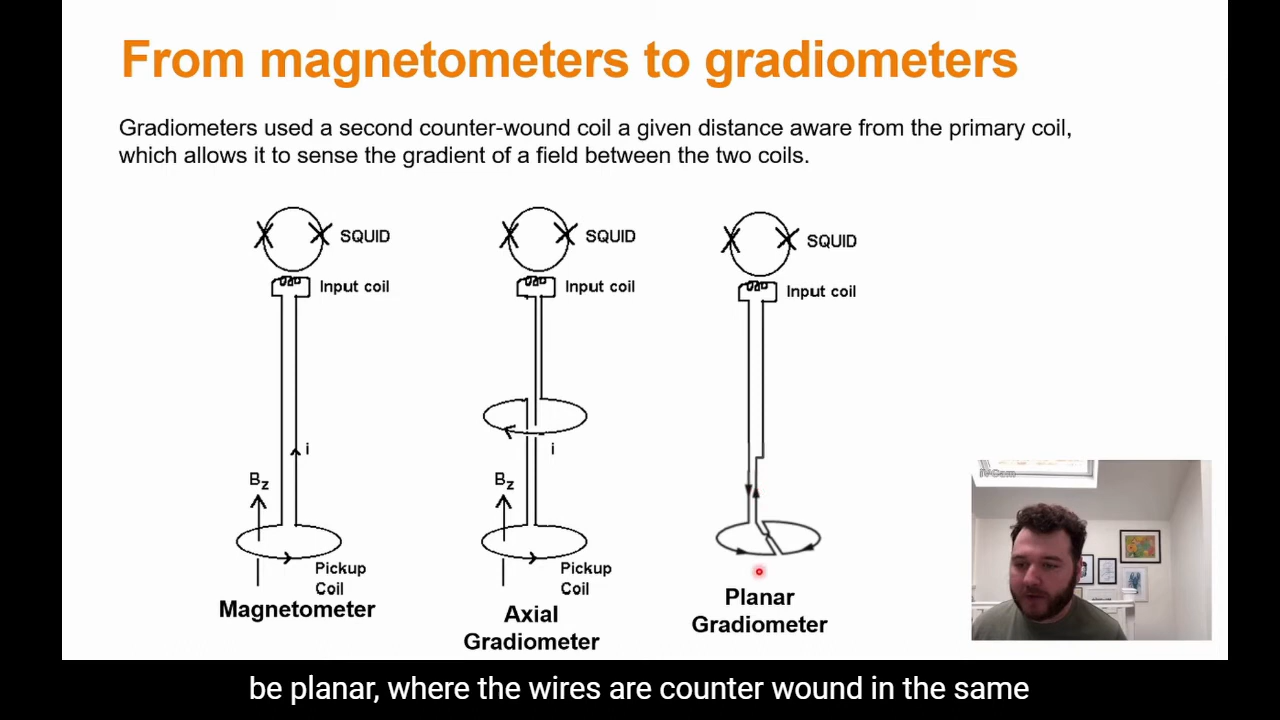 From magnetometers to gradiometers
Gradiometers used a second counter-wound coil a given distance aware from the primary coil,
which allows it to sense the gradient of a field between the two coils.
SQUID
Input coil
i
Bz
Pickup
Coil
Magnetometer
SQUID
Input coil
i
Bz
Pickup
Coil
Axial
Gradiometer
SQUID
Input coil
Planar
Gradiometer
be planar, where the wires are counter wound in the same